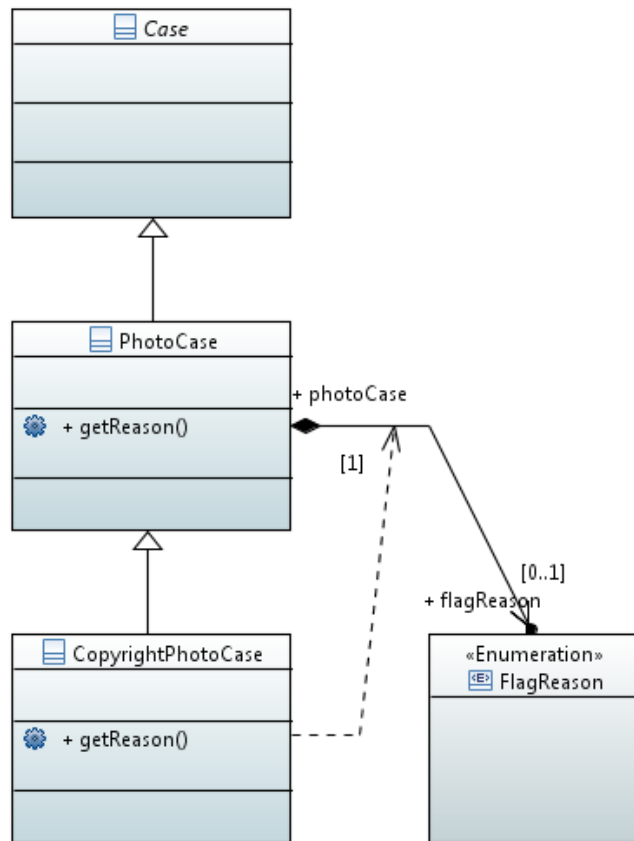 Case
PhotoCase
+ photoCase
+ getReason()
[1]
[0..1]
+ flagReason
CopyrightPhotoCase
«Enumeration»
<E> FlagReason
+ getReason()